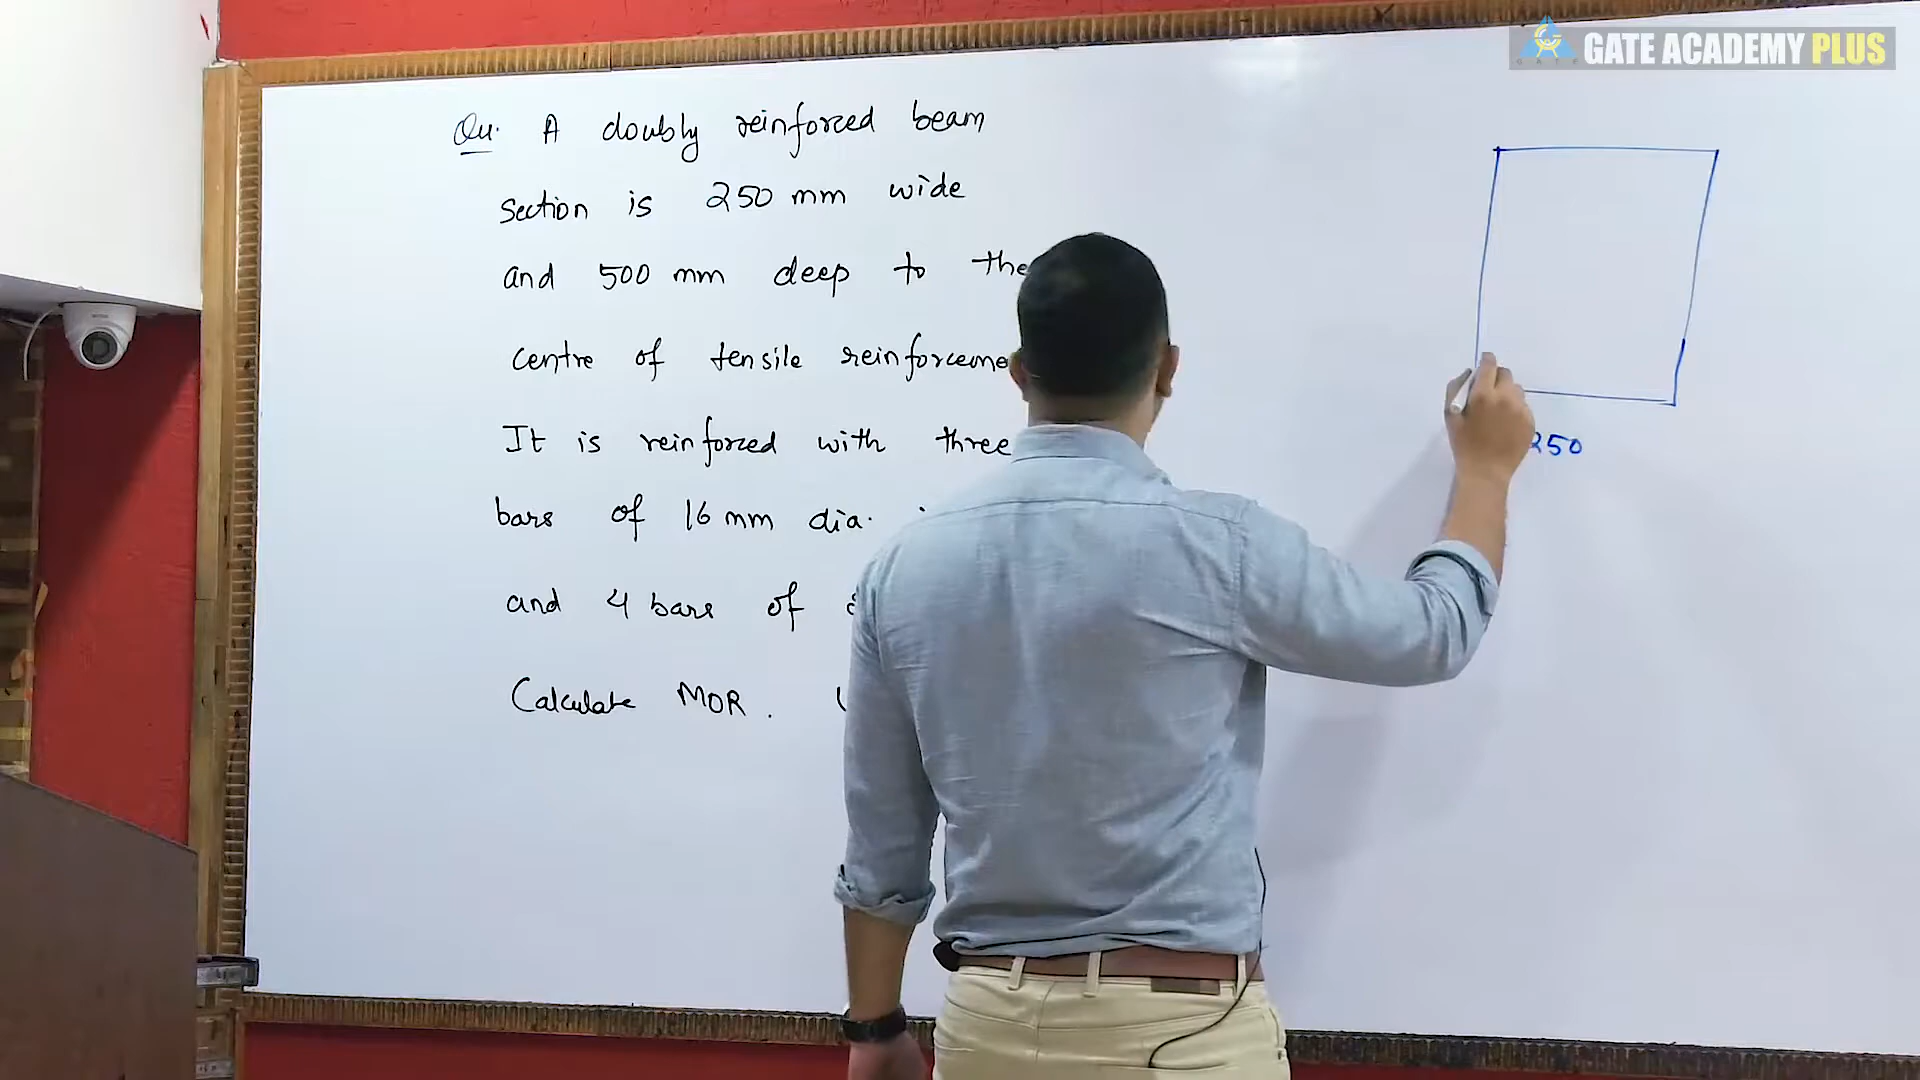 GATE ACADEMY PLUS
Qu. A doubly reinforced beam
section is 250 mm wide
and 500 mm deep to the
centre of tensile
It is reinforced with three
bars of 16 mm dia.
and 4 bars of
Calculate MOR.
250